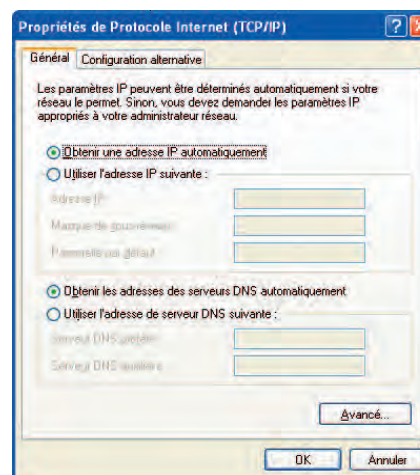 Propriétés de Protocole Internet (TCP/IP)
Général
Configuration alternative
Les paramètres IP peuvent être déterminés automatiquement si votre
réseau le permet. Sinon, vous devez demander les paramètres IP
appropriés à votre administrateur réseau.
Obtenir une adresse IP automatiquement
Utiliser l'adresse IP suivante :
Adresse IP :
Masque de sous-réseau :
Passerelle par défaut :
Obtenir les adresses des serveurs DNS automatiquement
Utiliser l'adresse de serveur DNS suivante :
Serveur DNS préféré :
Serveur DNS auxiliaire :
Avancé...
OK
Annuler